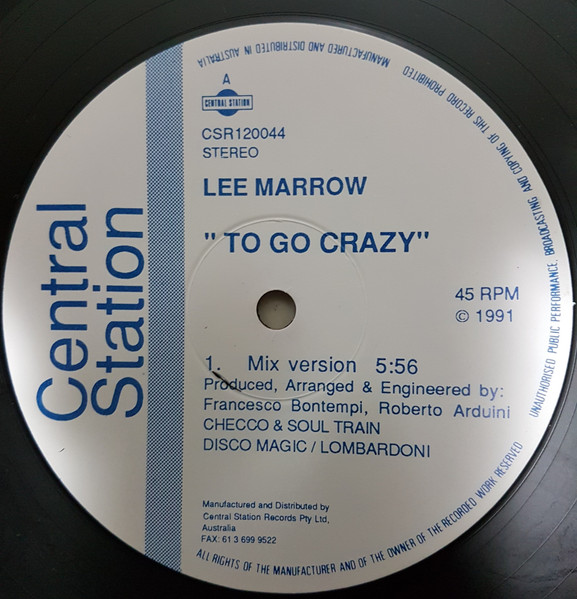 Central
Station
A
CENTRAL STATION
CSR120044
STEREO
LEE MARROW
" TO GO CRAZY"
45 RPM
© 1991
1. Mix version 5:56
Produced, Arranged & Engineered by:
Francesco Bontempi, Roberto Arduini
CHECCO & SOUL TRAIN
DISCO MAGIC / LOMBARDONI
Manufactured and Distributed by
Central Station Records Pty Ltd,
Australia
FAX: 61 3 699 9522
ALL RIGHTS OF THE MANUFACTURER AND OF THE OWNER OF THE RECORDED WORK RESERVED
UNAUTHORISED PUBLIC PERFORMANCE, BROADCASTING AND COPYING OF THIS RECORD PROHIBITED
MANUFACTURED AND DISTRIBUTED IN AUSTRALIA